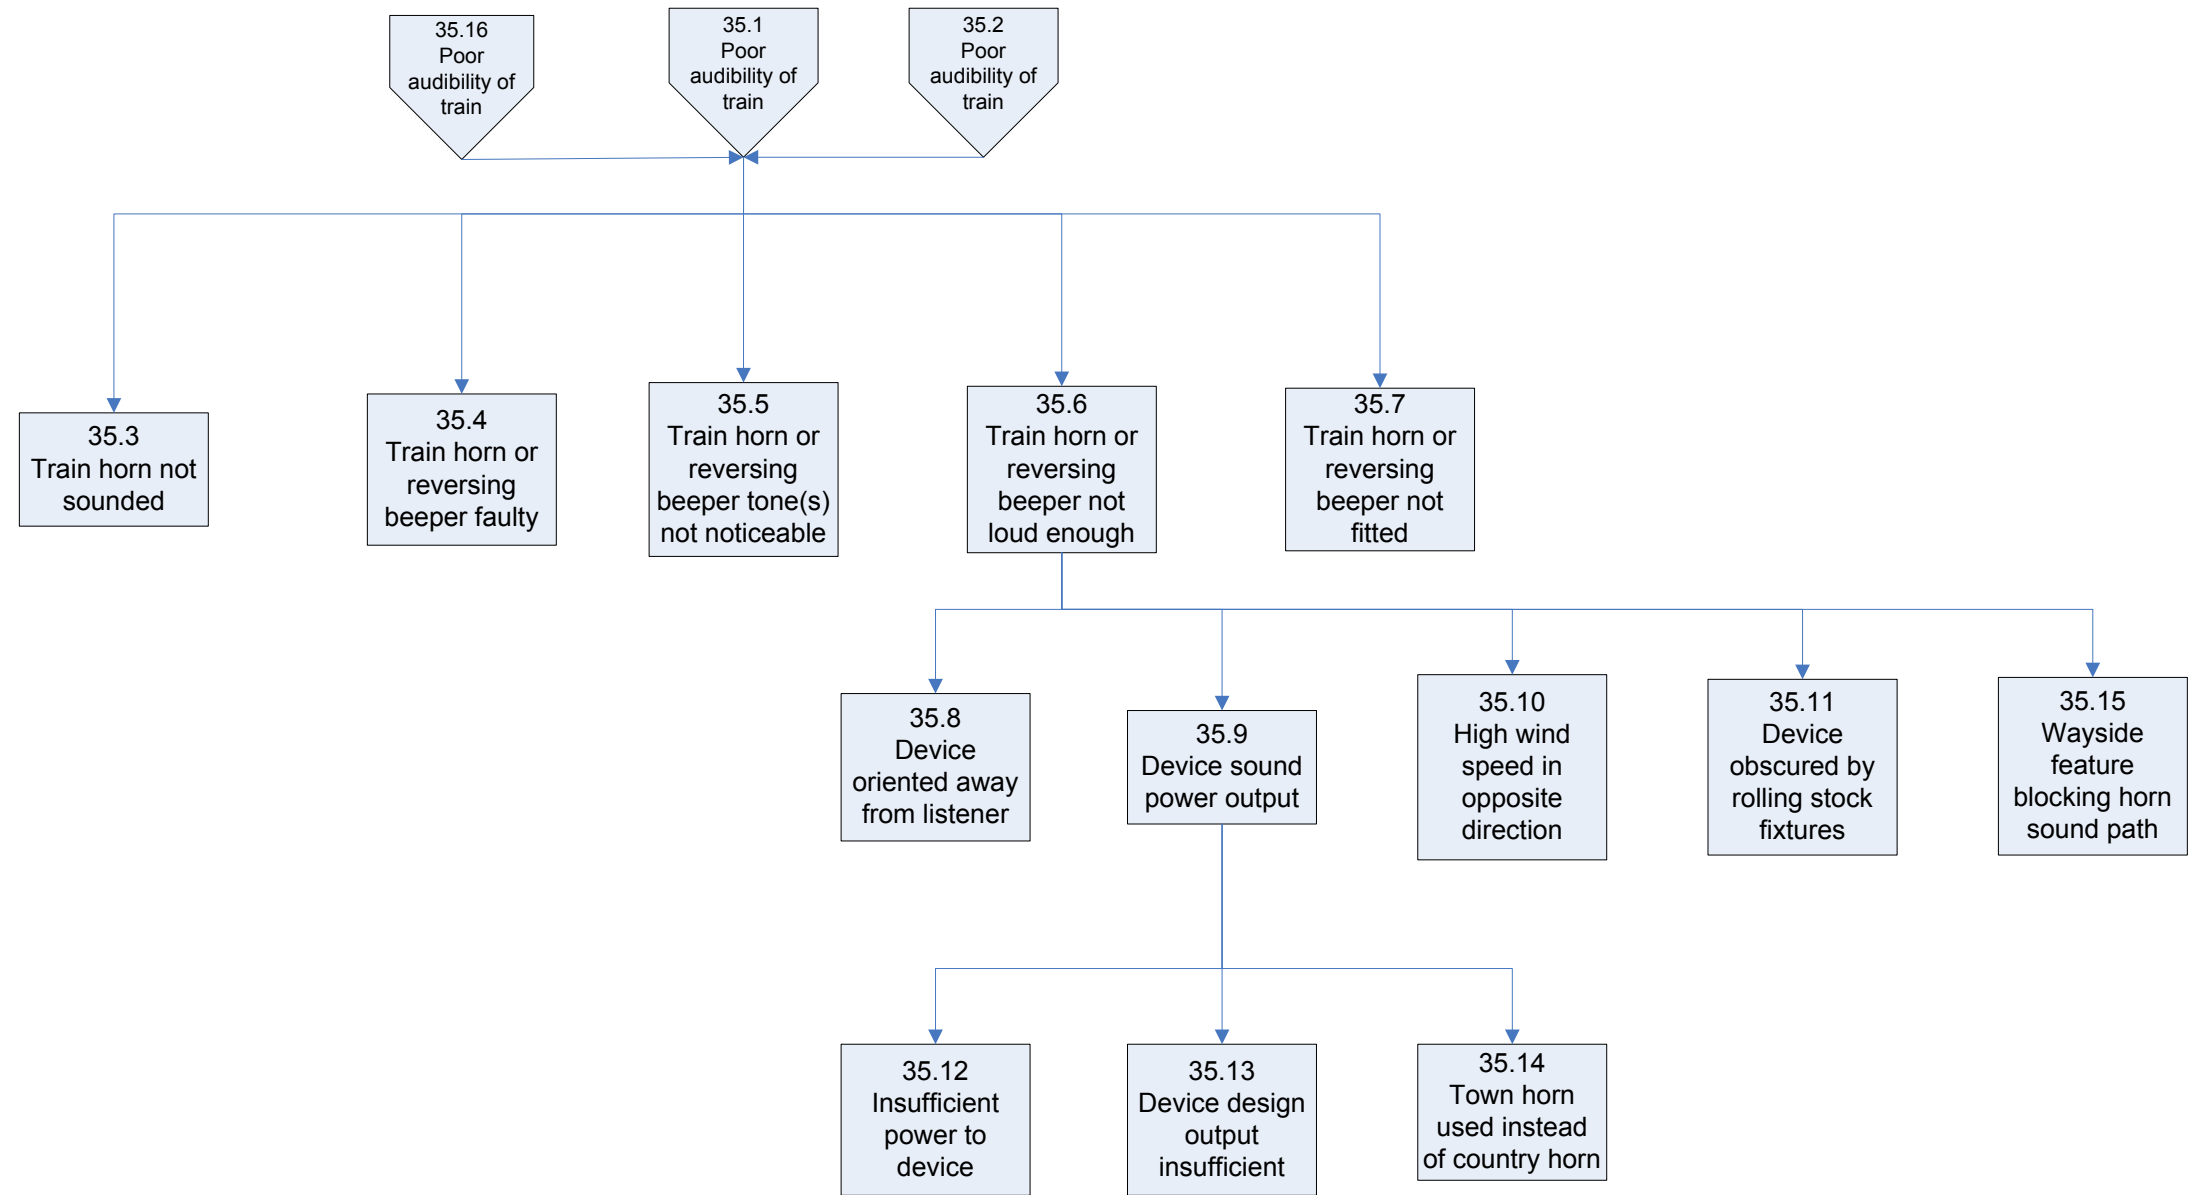 35.16
Poor
audibility of
train
35.1
Poor
audibility of
train
35.2
Poor
audibility of
train
35.3
Train horn not
sounded
35.4
Train horn or
reversing
beeper faulty
35.5
Train horn or
reversing
beeper tone(s)
not noticeable
35.6
Train horn or
reversing
beeper not
loud enough
35.7
Train horn or
reversing
beeper not
fitted
35.8
Device
oriented away
from listener
35.9
Device sound
power output
35.10
High wind
speed in
opposite
direction
35.11
Device
obscured by
rolling stock
fixtures
35.15
Wayside
feature
blocking horn
sound path
35.12
Insufficient
power to
device
35.13
Device design
output
insufficient
35.14
Town horn
used instead
of country horn